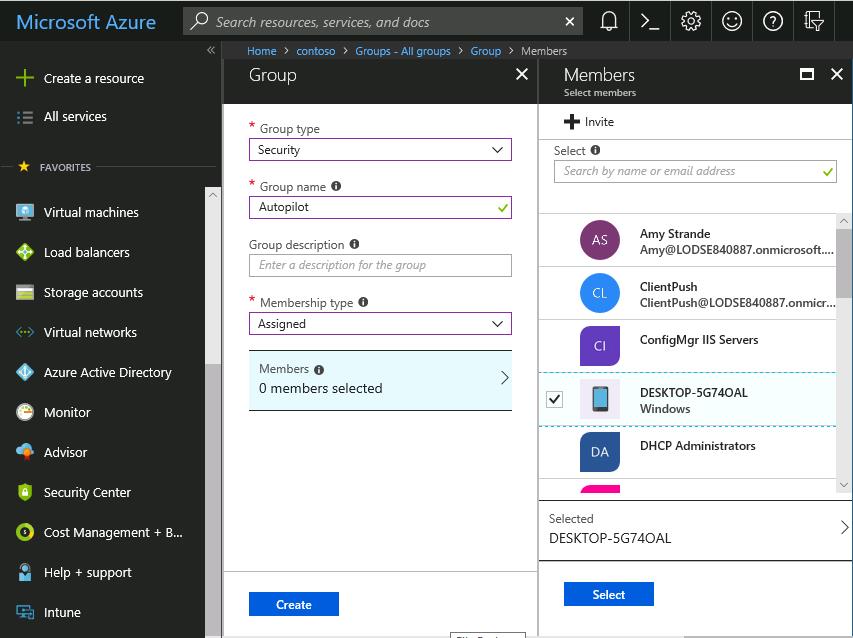 Microsoft Azure
Search resources, services, and docs
Home > contoso > Groups - All groups > Group > Members
Create a resource
All services
FAVORITES
Virtual machines
Load balancers
Storage accounts
Virtual networks
Azure Active Directory
Monitor
Advisor
Security Center
Cost Management + B...
Help + support
Intune
Group
* Group type
Security
* Group name
Autopilot
Group description
Enter a description for the group
* Membership type
Assigned
Members
0 members selected
Create
Members
Select members
Invite
Select
Search by name or email address
AS
Amy Strande
Amy@LODSE840887.onmicrosoft....
CL
ClientPush
ClientPush@LODSE840887.onmicr...
CI
ConfigMgr IIS Servers
DESKTOP-5G74OAL
Windows
DA
DHCP Administrators
Selected
DESKTOP-5G74OAL
Select